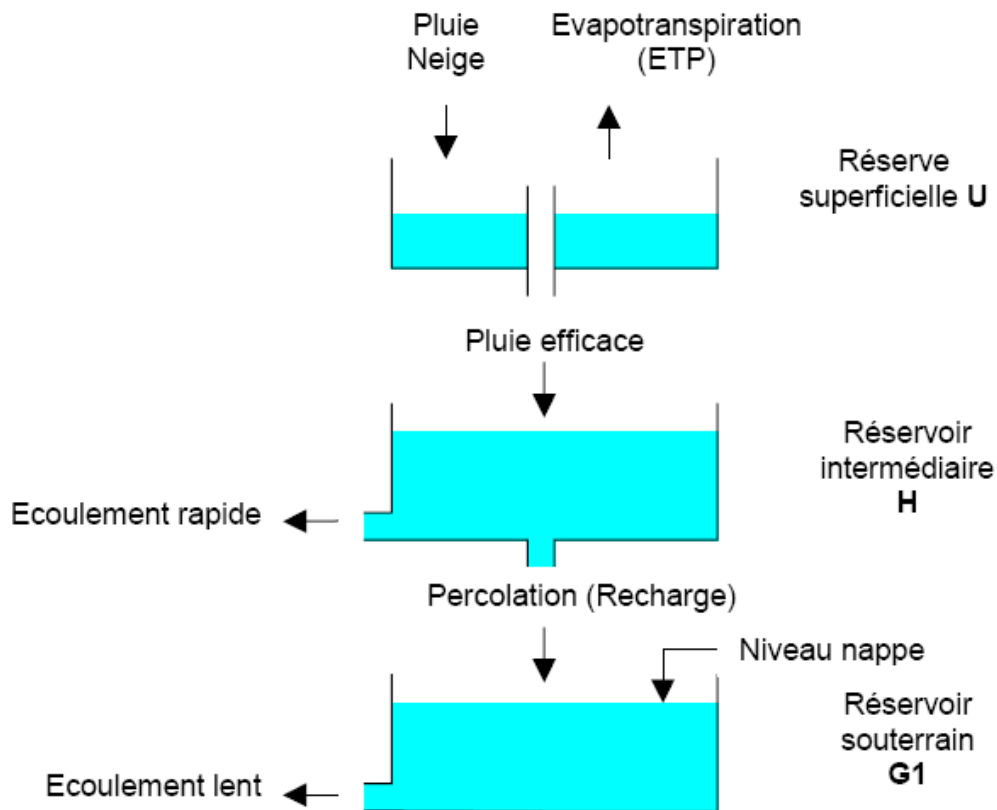 Pluie
Neige
Evapotranspiration
(ETP)
Réserve
superficielle U
Pluie efficace
Réservoir
intermédiaire
H
Ecoulement rapide
Percolation (Recharge)
Niveau nappe
Réservoir
souterrain
G1
Ecoulement lent